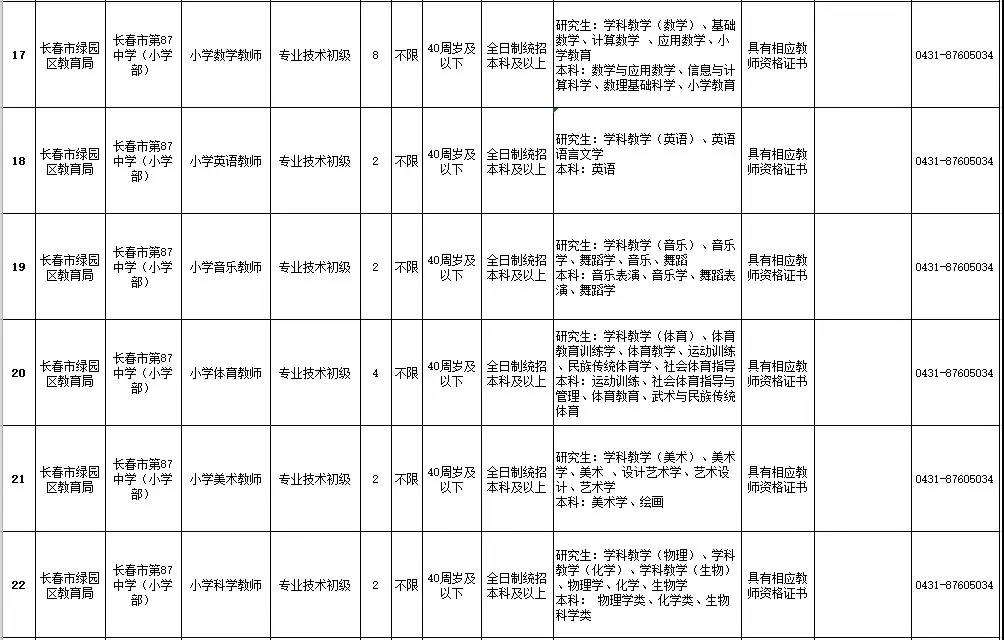 17
长春市绿园
区教育局
长春市第87
中学（小学
部）
小学数学教师
专业技术初级
8
不限
40周岁及
以下
全日制统招
本科及以上
研究生：学科教学（数学）、基础
数学、计算数学 、应用数学、小
学教育
本科：数学与应用数学、信息与计
算科学、数理基础科学、小学教育
具有相应教
师资格证书
0431-87605034
18
长春市绿园
区教育局
长春市第87
中学（小学
部）
小学英语教师
专业技术初级
2
不限
40周岁及
以下
全日制统招
本科及以上
研究生：学科教学（英语）、英语
语言文学
本科：英语
具有相应教
师资格证书
0431-87605034
19
长春市绿园
区教育局
长春市第87
中学（小学
部）
小学音乐教师
专业技术初级
2
不限
40周岁及
以下
全日制统招
本科及以上
研究生：学科教学（音乐）、音乐
学、舞蹈学、音乐、舞蹈
本科：音乐表演、音乐学、舞蹈表
演、舞蹈学
具有相应教
师资格证书
0431-87605034
20
长春市绿园
区教育局
长春市第87
中学（小学
部）
小学体育教师
专业技术初级
4
不限
40周岁及
以下
全日制统招
本科及以上
研究生：学科教学（体育）、体育
教育训练学、体育教学、运动训练
、民族传统体育学、社会体育指导
本科：运动训练、社会体育指导与
管理、体育教育、武术与民族传统
体育
具有相应教
师资格证书
0431-87605034
21
长春市绿园
区教育局
长春市第87
中学（小学
部）
小学美术教师
专业技术初级
2
不限
40周岁及
以下
全日制统招
本科及以上
研究生：学科教学（美术）、美术
学、美术 、设计艺术学、艺术设
计、艺术学
本科：美术学、绘画
具有相应教
师资格证书
0431-87605034
22
长春市绿园
区教育局
长春市第87
中学（小学
部）
小学科学教师
专业技术初级
2
不限
40周岁及
以下
全日制统招
本科及以上
研究生：学科教学（物理）、学科
教学（化学）、学科教学（生物）
、物理学、化学、生物学
本科： 物理学类、化学类、生物
科学类
具有相应教
师资格证书
0431-87605034